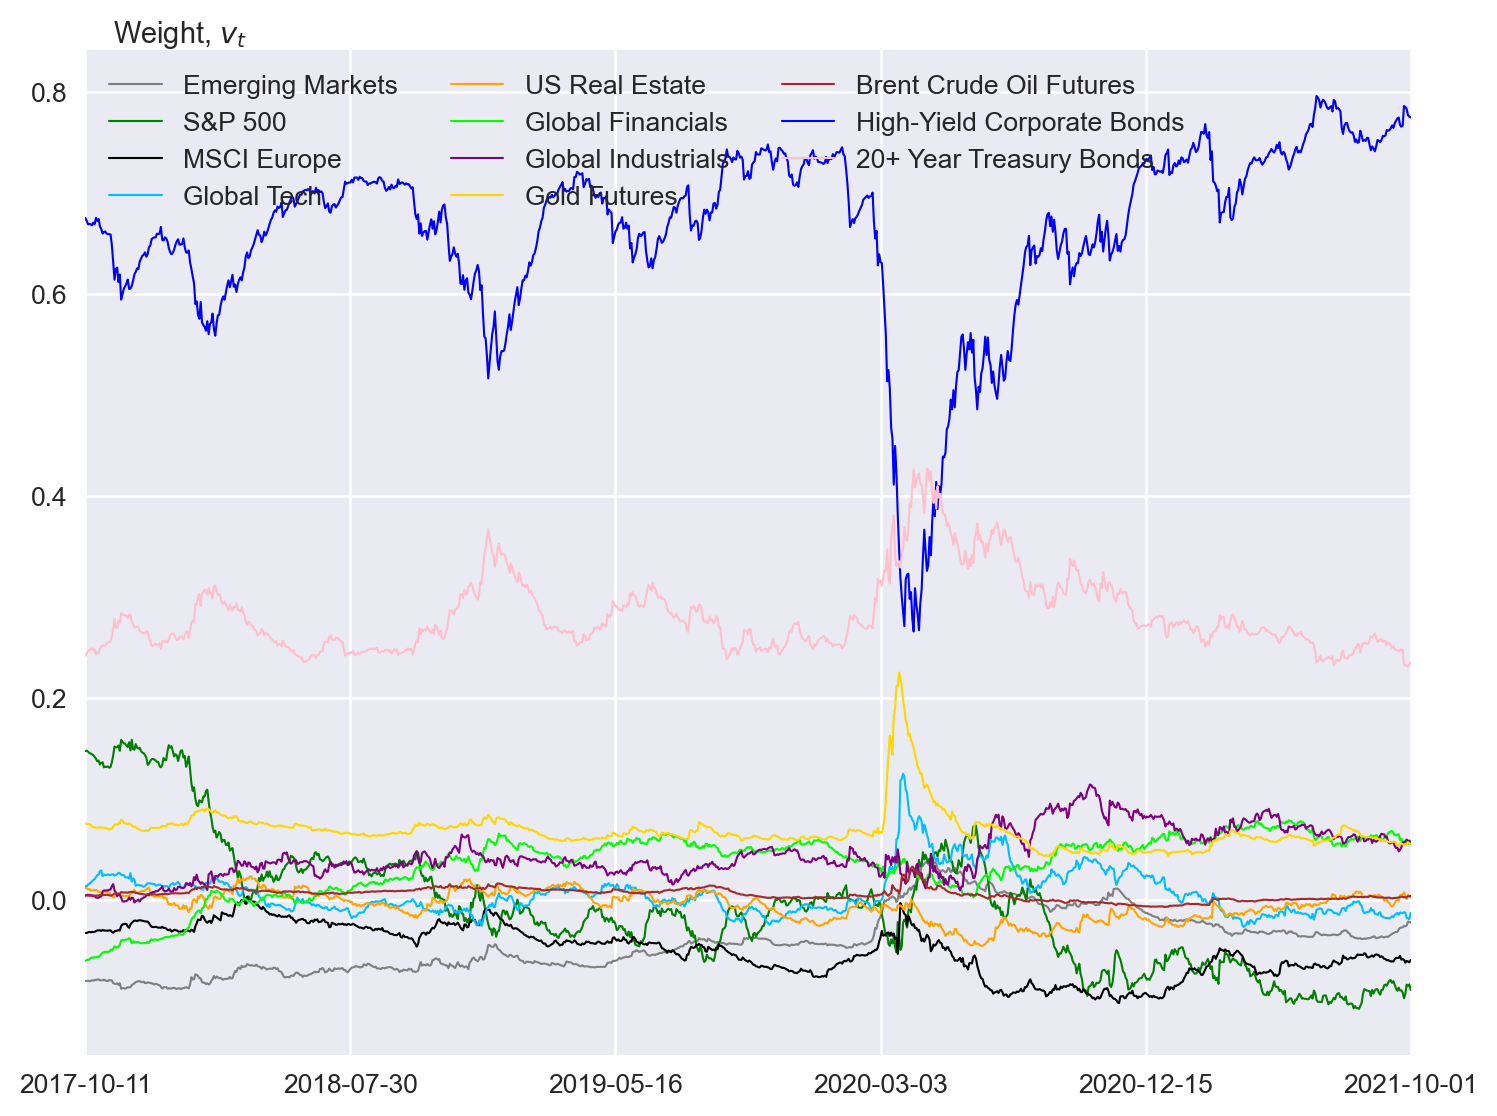 Weight, v_t
Emerging Markets
S&P 500
MSCI Europe
Global Tech
US Real Estate
Global Financials
Global Industrials
Gold Futures
Brent Crude Oil Futures
High-Yield Corporate Bonds
20+ Year Treasury Bonds
0.8
0.6
0.4
0.2
0.0
2017-10-11 2018-07-30 2019-05-16 2020-03-03 2020-12-15 2021-10-01